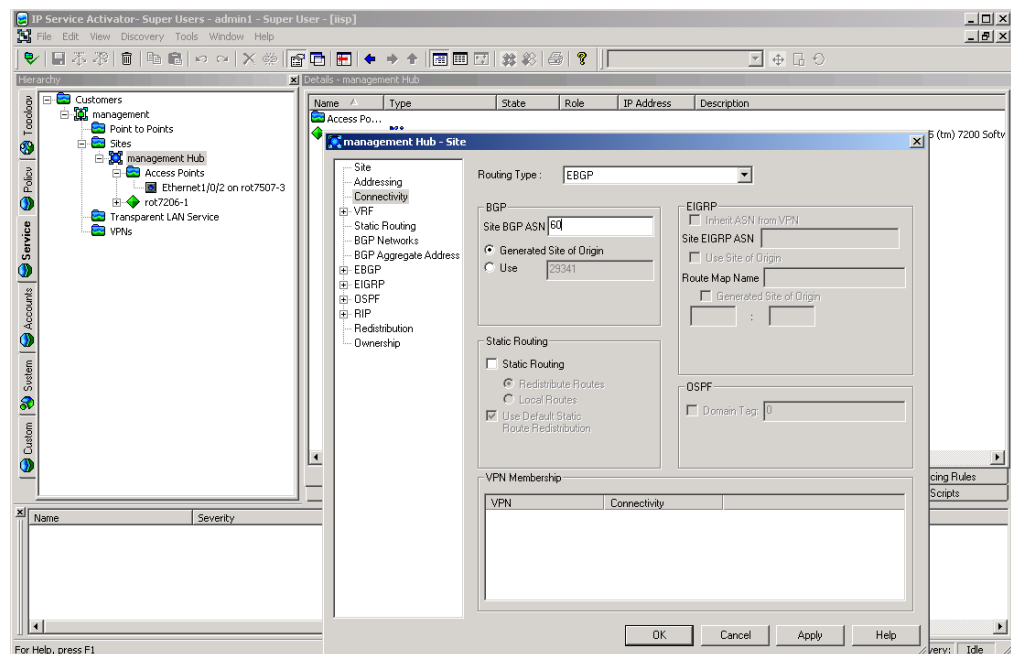 IP Service Activator- Super Users - admin1 - Super User - [iisp]
File Edit View Discovery Tools Window Help
Hierarchy
Details - management Hub
Topology
Policy
Service
Accounts
System
Custom
Customers
management
Point to Points
Sites
management Hub
Access Points
Ethernet1/0/2 on rot7507-3
rot7206-1
Transparent LAN Service
VPNs
Name Type State Role IP Address Description
Access Po...
5 (tm) 7200 Softw
management Hub - Site
Site
Addressing
Connectivity
VRF
Static Routing
BGP Networks
BGP Aggregate Address
EBGP
EIGRP
OSPF
RIP
Redistribution
Ownership
Routing Type : EBGP
BGP
Site BGP ASN 60
Generated Site of Origin
Use 29341
EIGRP
Inherit ASN from VPN
Site EIGRP ASN
Use Site of Origin
Route Map Name
Generated Site of Origin
:
Static Routing
Static Routing
Redistribute Routes
Local Routes
Use Default Static
Route Redistribution
OSPF
Domain Tag: 0
VPN Membership
VPN Connectivity
OK Cancel Apply Help
cing Rules
Scripts
Name Severity
For Help, press F1
very: Idle